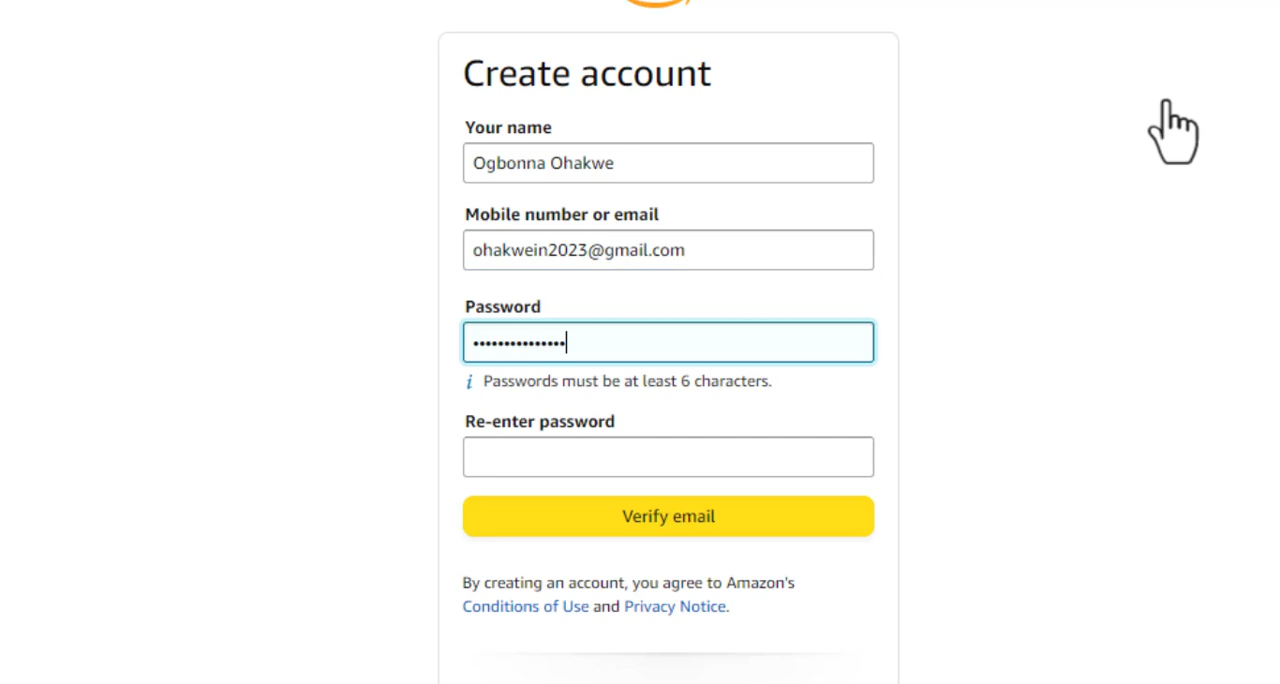 Create account
Your name
Ogbonna Ohakwe
Mobile number or email
ohakwein2023@gmail.com
Password
•••••••••••••••
i Passwords must be at least 6 characters.
Re-enter password
Verify email
By creating an account, you agree to Amazon's
Conditions of Use and Privacy Notice.